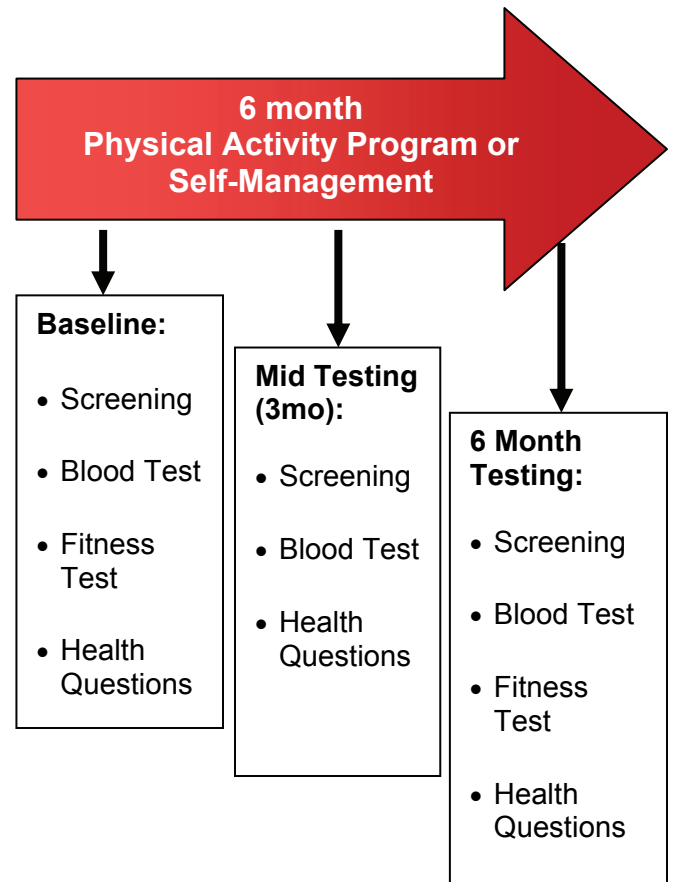 6 month
Physical Activity Program or
Self-Management
Baseline:
• Screening
• Blood Test
• Fitness
Test
• Health
Questions
Mid Testing
(3mo):
• Screening
• Blood Test
• Health
Questions
6 Month
Testing:
• Screening
• Blood Test
• Fitness
Test
• Health
Questions